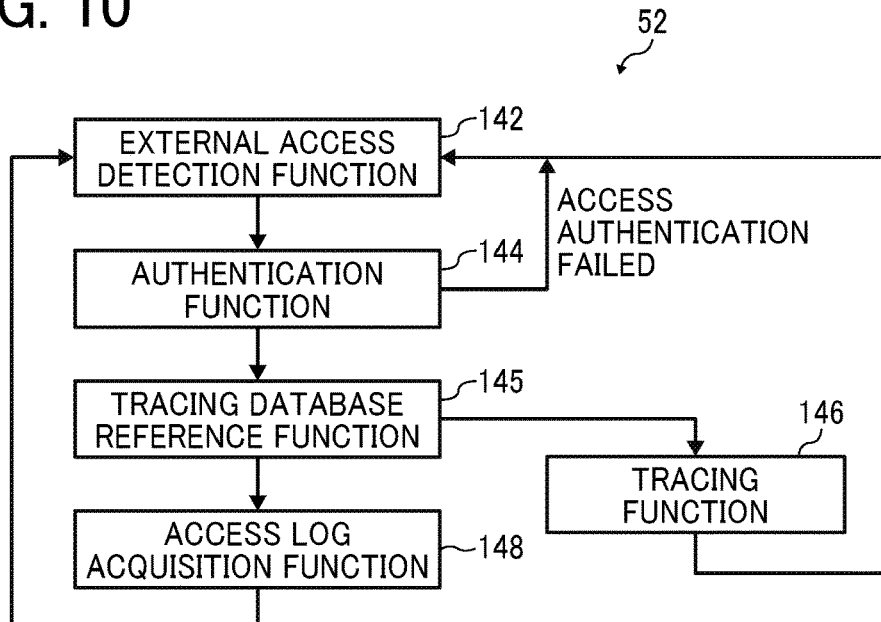 G. 10
52
EXTERNAL ACCESS
DETECTION FUNCTION
142
ACCESS
AUTHENTICATION
FAILED
AUTHENTICATION
FUNCTION
144
TRACING DATABASE
REFERENCE FUNCTION
145
146
TRACING
FUNCTION
ACCESS LOG
ACQUISITION FUNCTION
148